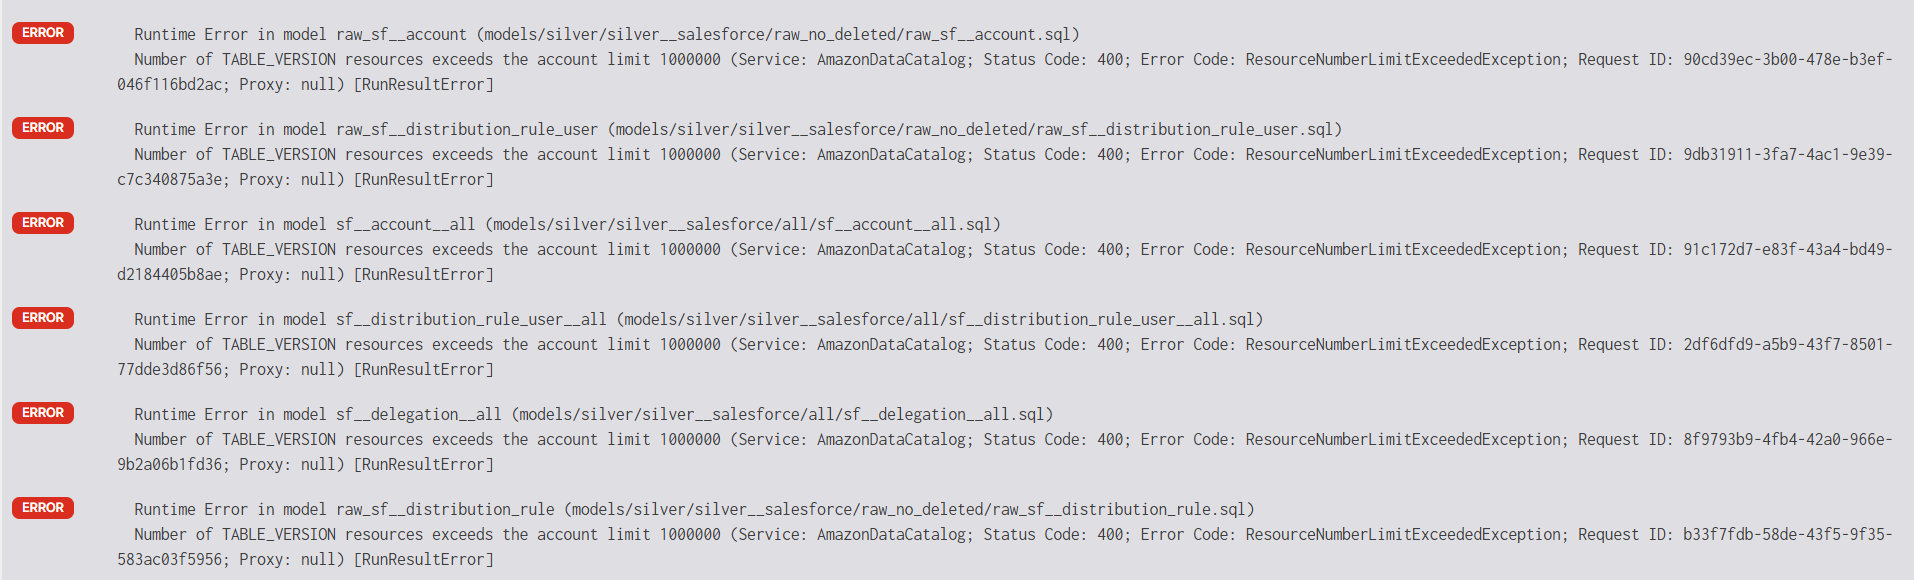 ERROR Runtime Error in model raw_sf__account (models/silver/silver__salesforce/raw_no_deleted/raw_sf__account.sql)
Number of TABLE_VERSION resources exceeds the account limit 1000000 (Service: AmazonDataCatalog; Status Code: 400; Error Code: ResourceNumberLimitExceededException; Request ID: 90cd39ec-3b00-478e-b3ef-
046f116bd2ac; Proxy: null) [RunResultError]
ERROR Runtime Error in model raw_sf__distribution_rule_user (models/silver/silver__salesforce/raw_no_deleted/raw_sf__distribution_rule_user.sql)
Number of TABLE_VERSION resources exceeds the account limit 1000000 (Service: AmazonDataCatalog; Status Code: 400; Error Code: ResourceNumberLimitExceededException; Request ID: 9db31911-3fa7-4ac1-9e39-
c7c340875a3e; Proxy: null) [RunResultError]
ERROR Runtime Error in model sf__account__all (models/silver/silver__salesforce/all/sf__account__all.sql)
Number of TABLE_VERSION resources exceeds the account limit 1000000 (Service: AmazonDataCatalog; Status Code: 400; Error Code: ResourceNumberLimitExceededException; Request ID: 91c172d7-e83f-43a4-bd49-
d2184405b8ae; Proxy: null) [RunResultError]
ERROR Runtime Error in model sf__distribution_rule_user__all (models/silver/silver__salesforce/all/sf__distribution_rule_user__all.sql)
Number of TABLE_VERSION resources exceeds the account limit 1000000 (Service: AmazonDataCatalog; Status Code: 400; Error Code: ResourceNumberLimitExceededException; Request ID: 2df6dfd9-a5b9-43f7-8501-
77dde3d86f56; Proxy: null) [RunResultError]
ERROR Runtime Error in model sf__delegation__all (models/silver/silver__salesforce/all/sf__delegation__all.sql)
Number of TABLE_VERSION resources exceeds the account limit 1000000 (Service: AmazonDataCatalog; Status Code: 400; Error Code: ResourceNumberLimitExceededException; Request ID: 8f9793b9-4fb4-42a0-966e-
9b2a06b1fd36; Proxy: null) [RunResultError]
ERROR Runtime Error in model raw_sf__distribution_rule (models/silver/silver__salesforce/raw_no_deleted/raw_sf__distribution_rule.sql)
Number of TABLE_VERSION resources exceeds the account limit 1000000 (Service: AmazonDataCatalog; Status Code: 400; Error Code: ResourceNumberLimitExceededException; Request ID: b33f7fdb-58de-43f5-9f35-
583ac03f5956; Proxy: null) [RunResultError]